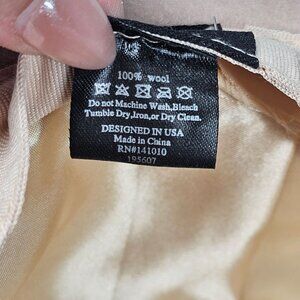 100% wool
Do not Machine Wash,Bleach
Tumble Dry,Iron,or Dry Clean.
DESIGNED IN USA
Made in China
RN#141010
195607